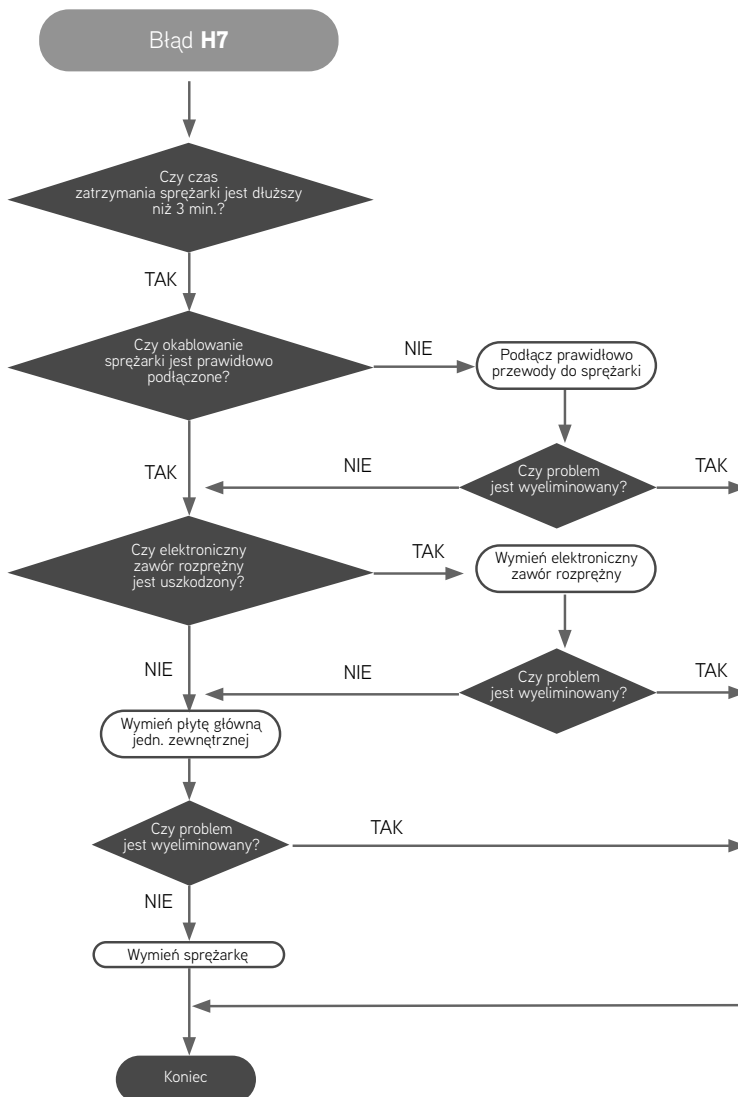 Błąd H7
Czy czas
zatrzymania sprężarki jest dłuższy
niż 3 min.?
TAK
Czy okablowanie
sprężarki jest prawidłowo
podłączone?
NIE
Podłącz prawidłowo
przewody do sprężarki
TAK
NIE
Czy problem
jest wyeliminowany?
TAK
Czy elektroniczny
zawór rozprężny
jest uszkodzony?
TAK
Wymień elektroniczny
zawór rozprężny
NIE
NIE
Czy problem
jest wyeliminowany?
TAK
Wymień płytę główną
jedn. zewnętrznej
Czy problem
jest wyeliminowany?
TAK
NIE
Wymień sprężarkę
Koniec